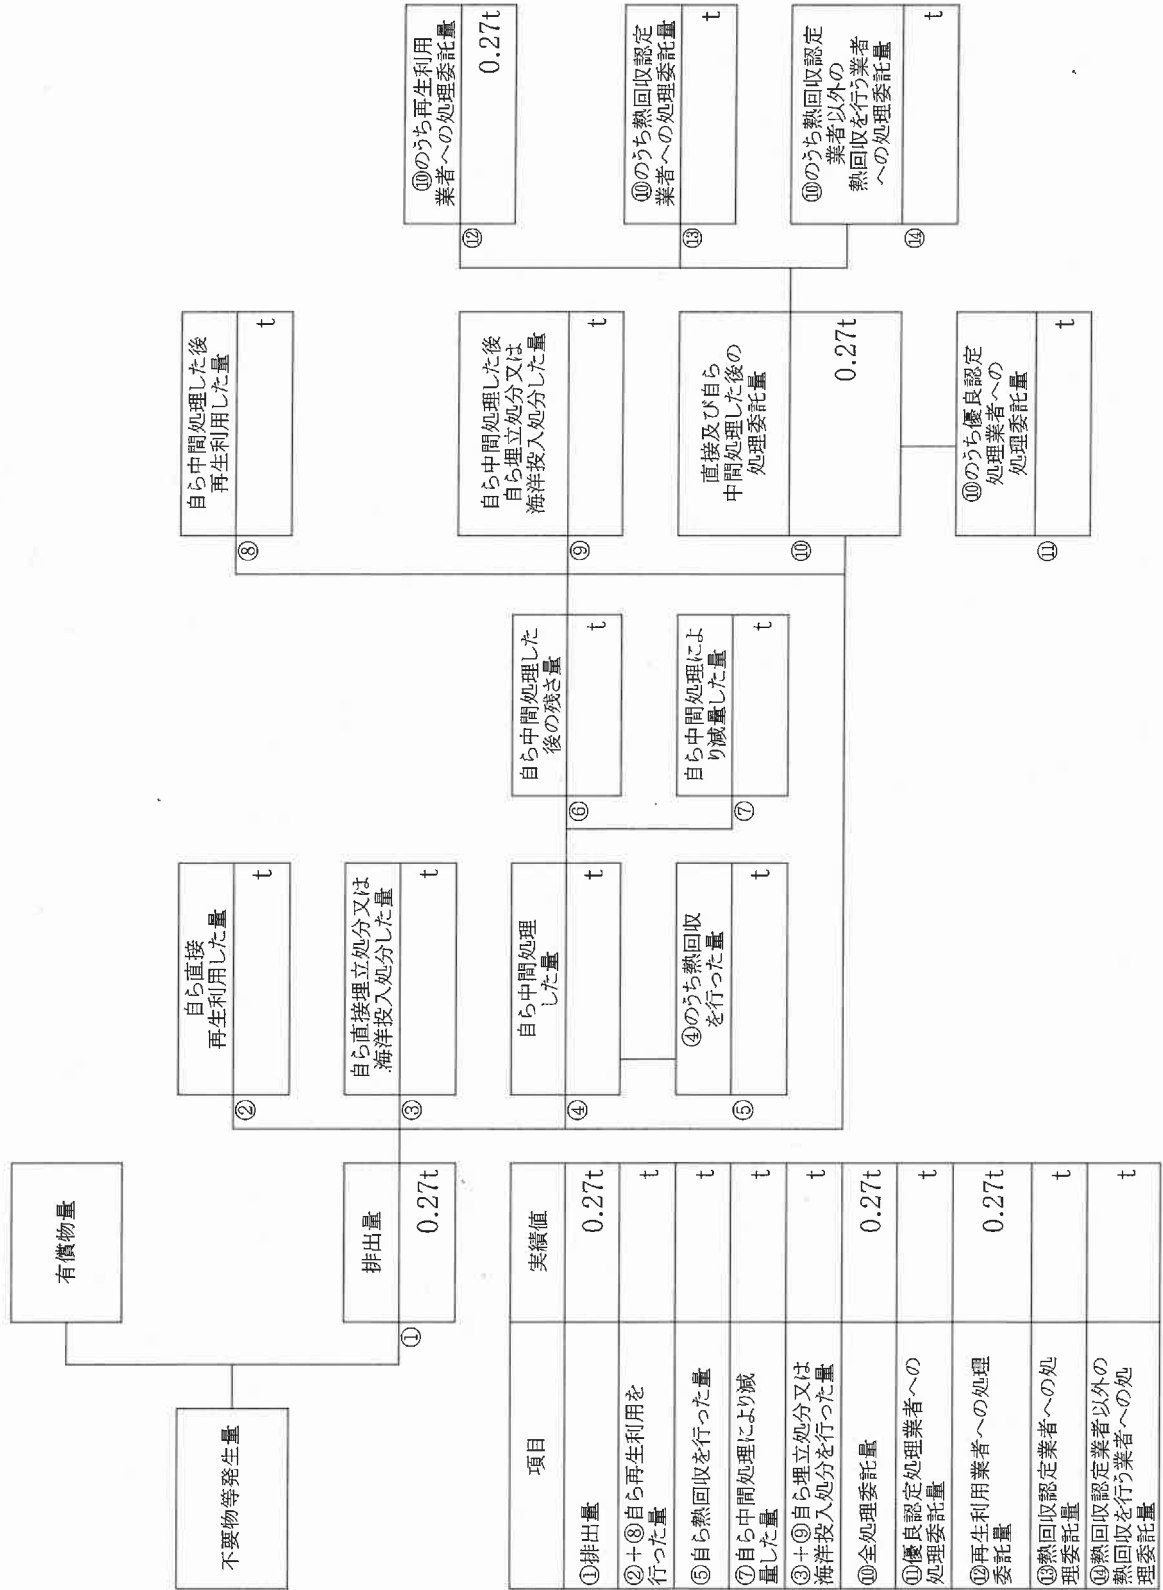 不要物等発生量
有償物量
排出量
①
0.27t
自ら直接
再生利用した量
②
t
自ら直接埋立処分又は
海洋投入処分した量
③
t
自ら中間処理
した量
④
t
④のうち熱回収
を行った量
⑤
t
自ら中間処理した
後の残さ量
⑥
t
自ら中間処理によ
り減量した量
⑦
t
自ら中間処理した後
再生利用した量
⑧
t
自ら中間処理した後
自ら埋立処分又は
海洋投入処分した量
⑨
t
直接及び自ら
中間処理した後の
処理委託量
⑩
0.27t
⑩のうち優良認定
処理業者への
処理委託量
⑪
t
⑩のうち再生利用
業者への処理委託量
⑫
0.27t
⑩のうち熱回収認定
業者への処理委託量
⑬
t
⑩のうち熱回収認定
業者以外の
熱回収を行う業者
への処理委託量
⑭
t
項目 実績値
①排出量 0.27t
②+⑧自ら再生利用を
行った量 t
⑤自ら熱回収を行った量 t
⑦自ら中間処理により減
量した量 t
③+⑨自ら埋立処分又は
海洋投入処分を行った量 t
⑩全処理委託量 0.27t
⑪優良認定処理業者への
処理委託量 t
⑫再生利用業者への処理
委託量 0.27t
⑬熱回収認定業者への処
理委託量 t
⑭熱回収認定業者以外の
熱回収を行う業者への処
理委託量 t